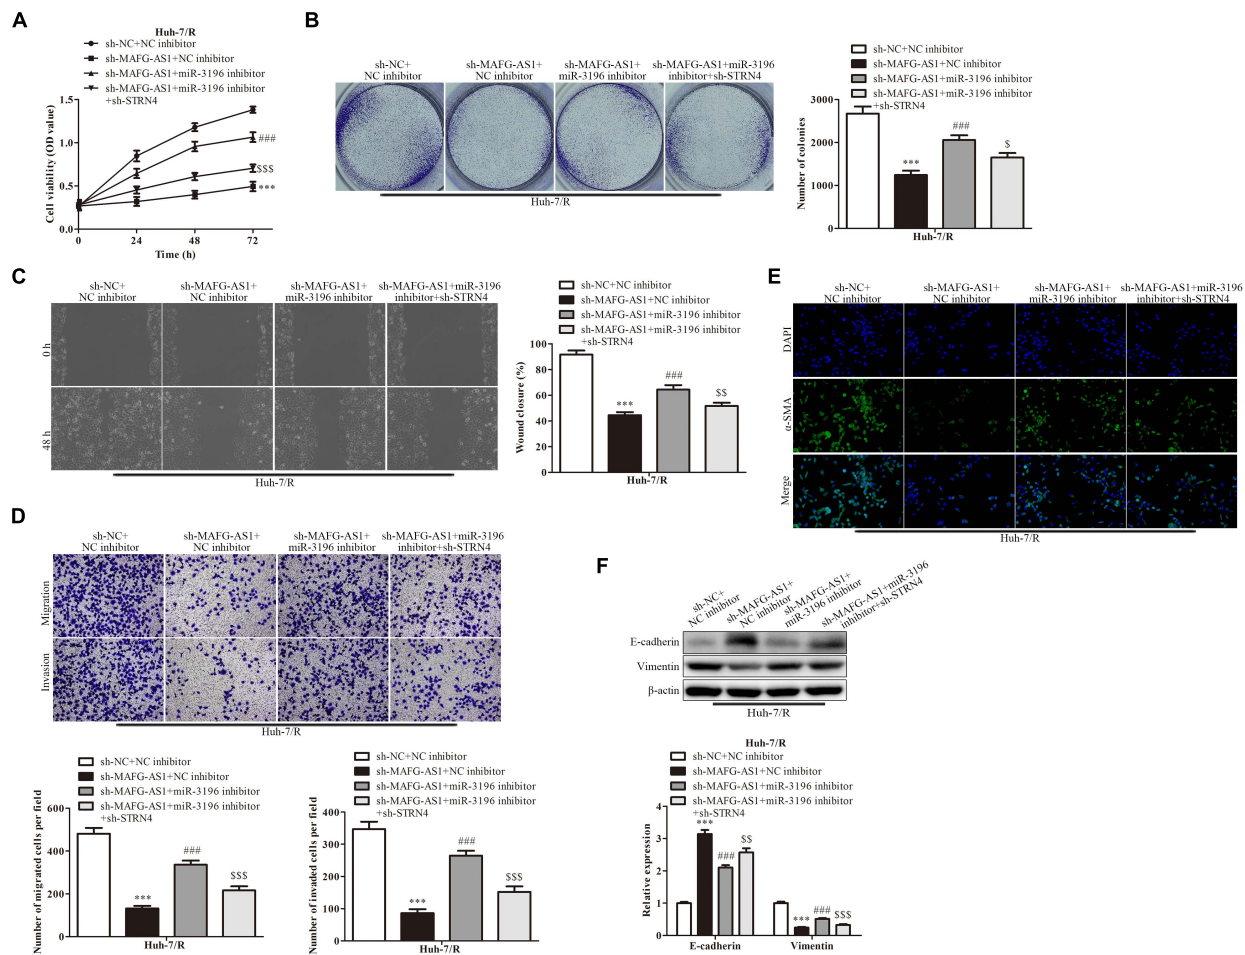 A
Huh-7/R
sh-NC+NC inhibitor
sh-MAFG-AS1+NC inhibitor
sh-MAFG-AS1+miR-3196 inhibitor
sh-MAFG-AS1+miR-3196 inhibitor
+sh-STRN4
Cell viability (OD value)
1.5
1.0
0.5
0.0
###
$$$
***
0 24 48 72
Time (h)
B
sh-NC+
NC inhibitor
sh-MAFG-AS1+
NC inhibitor
sh-MAFG-AS1+
miR-3196 inhibitor
sh-MAFG-AS1+miR-3196
inhibitor+sh-STRN4
Huh-7/R
sh-NC+NC inhibitor
sh-MAFG-AS1+NC inhibitor
sh-MAFG-AS1+miR-3196 inhibitor
sh-MAFG-AS1+miR-3196 inhibitor
+sh-STRN4
Number of colonies
3000
2000
1000
0
***
###
$
Huh-7/R
C
sh-NC+
NC inhibitor
sh-MAFG-AS1+
NC inhibitor
sh-MAFG-AS1+
miR-3196 inhibitor
sh-MAFG-AS1+miR-3196
inhibitor+sh-STRN4
0 h
48 h
Huh-7/R
sh-NC+NC inhibitor
sh-MAFG-AS1+NC inhibitor
sh-MAFG-AS1+miR-3196 inhibitor
sh-MAFG-AS1+miR-3196 inhibitor
+sh-STRN4
Wound closure (%)
100
80
60
40
20
0
***
###
$$
Huh-7/R
E
sh-NC+
NC inhibitor
sh-MAFG-AS1+
NC inhibitor
sh-MAFG-AS1+
miR-3196 inhibitor
sh-MAFG-AS1+miR-3196
inhibitor+sh-STRN4
DAPI
α-SMA
Merge
Huh-7/R
D
sh-NC+
NC inhibitor
sh-MAFG-AS1+
NC inhibitor
sh-MAFG-AS1+
miR-3196 inhibitor
sh-MAFG-AS1+miR-3196
inhibitor+sh-STRN4
Migration
Invasion
Huh-7/R
sh-NC+NC inhibitor
sh-MAFG-AS1+NC inhibitor
sh-MAFG-AS1+miR-3196 inhibitor
sh-MAFG-AS1+miR-3196 inhibitor
+sh-STRN4
Number of migrated cells per field
600
400
200
0
***
###
$$$
Huh-7/R
sh-NC+NC inhibitor
sh-MAFG-AS1+NC inhibitor
sh-MAFG-AS1+miR-3196 inhibitor
sh-MAFG-AS1+miR-3196 inhibitor
+sh-STRN4
Number of invaded cells per field
400
300
200
100
0
***
###
$$$
Huh-7/R
F
sh-NC+
NC inhibitor
sh-MAFG-AS1+
NC inhibitor
sh-MAFG-AS1+
miR-3196 inhibitor
sh-MAFG-AS1+miR-3196
inhibitor+sh-STRN4
E-cadherin
Vimentin
β-actin
Huh-7/R
Huh-7/R
sh-NC+NC inhibitor
sh-MAFG-AS1+NC inhibitor
sh-MAFG-AS1+miR-3196 inhibitor
sh-MAFG-AS1+miR-3196 inhibitor
+sh-STRN4
Relative expression
4
3
2
1
0
***
###
$$
***
###
$$$
E-cadherin Vimentin